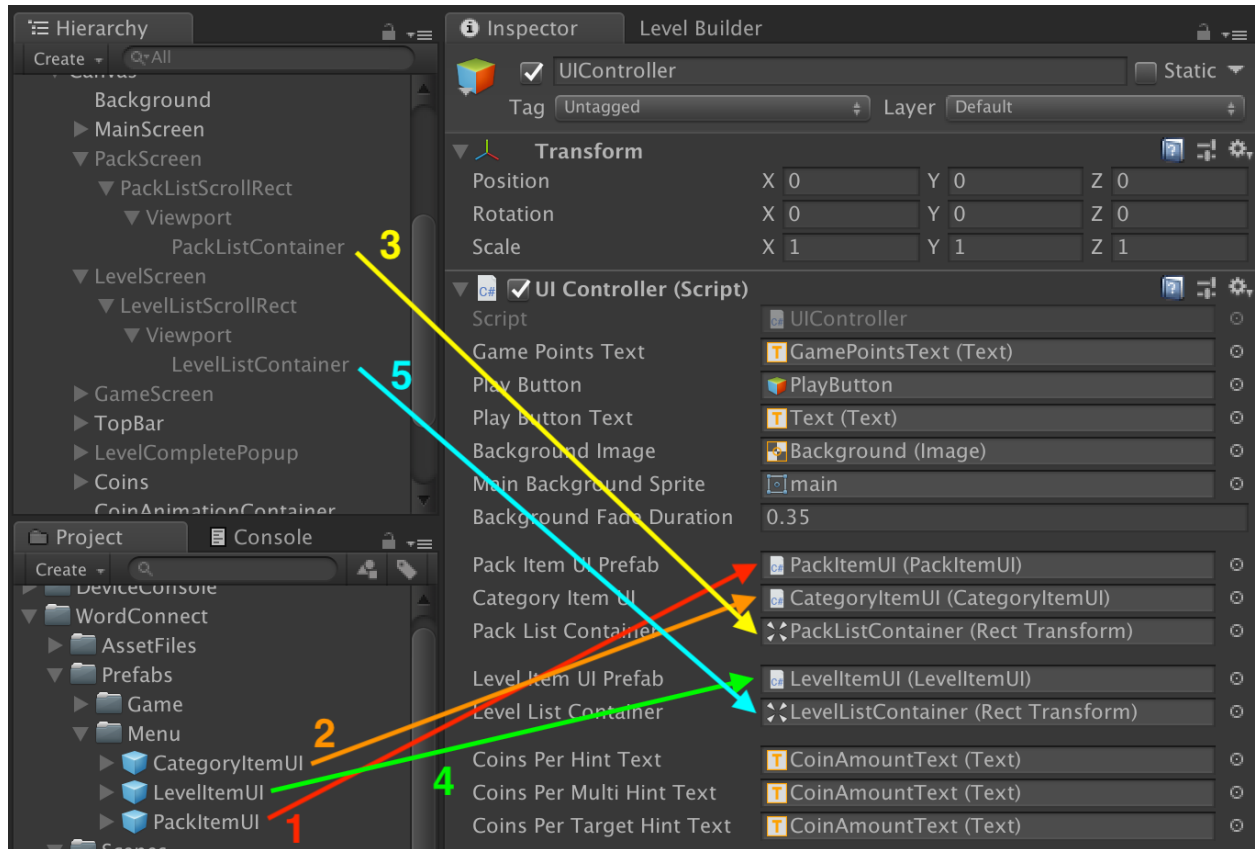 Hierarchy
Create
All
Canvas
Background
MainScreen
PackScreen
PackListScrollRect
Viewport
PackListContainer
3
LevelScreen
LevelListScrollRect
Viewport
LevelListContainer
5
GameScreen
TopBar
LevelCompletePopup
Coins
CoinAnimationContainer
Project
Console
Create
DeviceConsole
WordConnect
AssetFiles
Prefabs
Game
Menu
2
CategoryItemUI
LevelItemUI
4
PackItemUI
1
Scenes
Inspector
Level Builder
UIController
Static
Tag Untagged Layer Default
Transform
Position X 0 Y 0 Z 0
Rotation X 0 Y 0 Z 0
Scale X 1 Y 1 Z 1
C# UI Controller (Script)
Script UIController
Game Points Text T GamePointsText (Text)
Play Button PlayButton
Play Button Text T Text (Text)
Background Image Background (Image)
Main Background Sprite main
Background Fade Duration 0.35
Pack Item UI Prefab PackItemUI (PackItemUI)
Category Item UI CategoryItemUI (CategoryItemUI)
Pack List Container PackListContainer (Rect Transform)
Level Item UI Prefab LevelItemUI (LevelItemUI)
Level List Container LevelListContainer (Rect Transform)
Coins Per Hint Text T CoinAmountText (Text)
Coins Per Multi Hint Text T CoinAmountText (Text)
Coins Per Target Hint Text T CoinAmountText (Text)